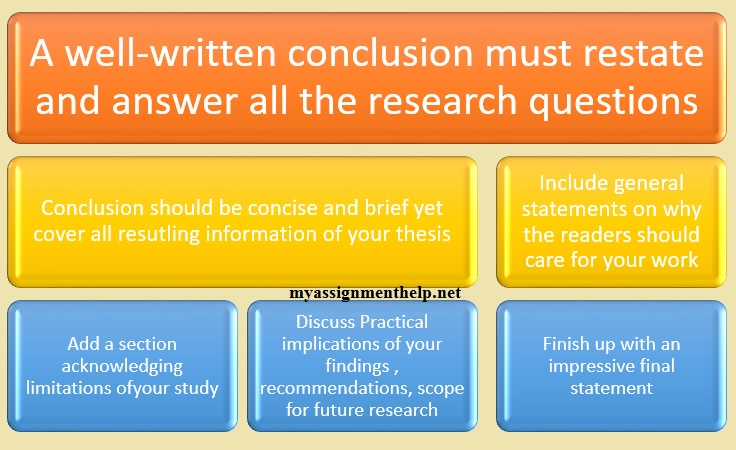 A well-written conclusion must restate
and answer all the research questions
Conclusion should be concise and brief yet
cover all resutling information of your thesis
Include general
statements on why
the readers should
care for your work
myassignmenthelp.net
Add a section
acknowledging
limitations ofyour study
Discuss Practical
implications of your
findings ,
recommendations, scope
for future research
Finish up with an
impressive final
statement